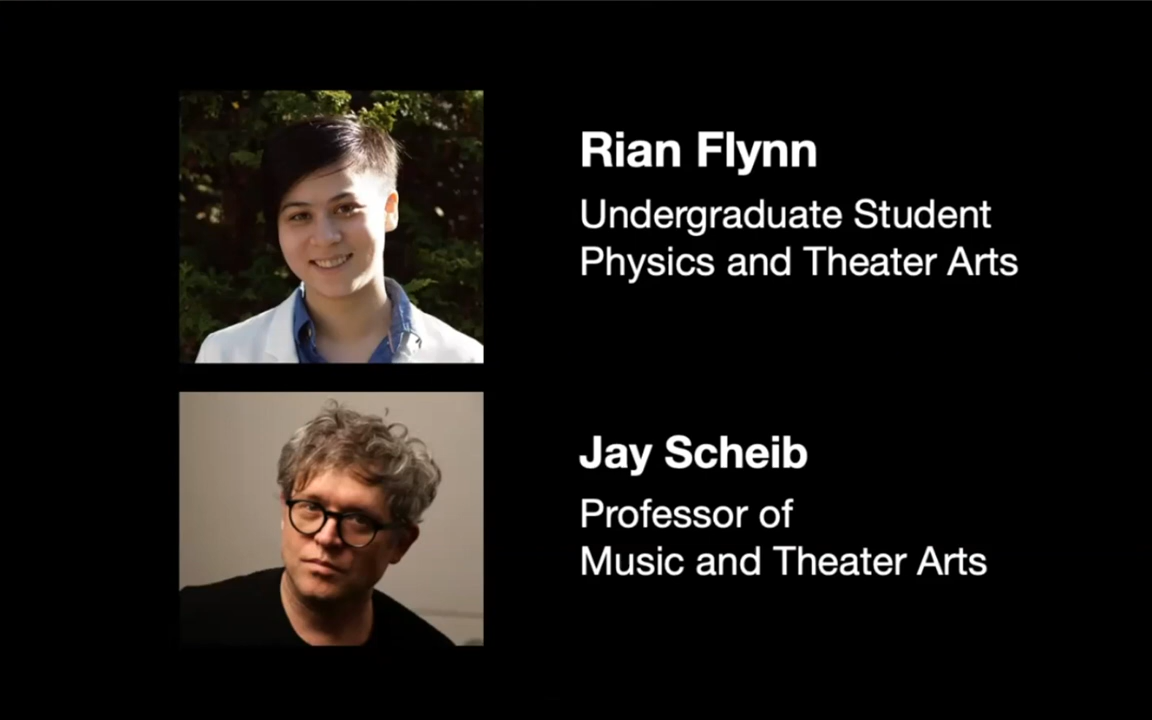 Rian Flynn
Undergraduate Student
Physics and Theater Arts
Jay Scheib
Professor of
Music and Theater Arts